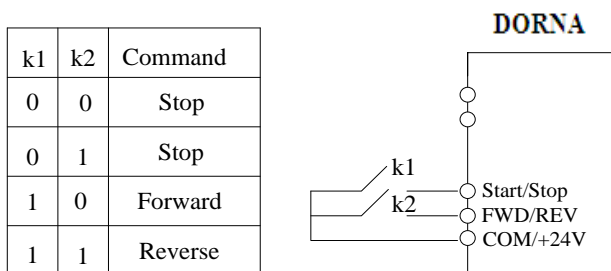 DORNA
k1 k2 Command
0 0 Stop
0 1 Stop
1 0 Forward
1 1 Reverse
k1
k2
Start/Stop
FWD/REV
COM/+24V